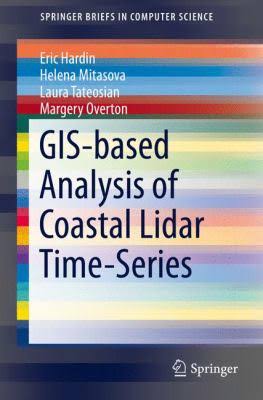 SPRINGER BRIEFS IN COMPUTER SCIENCE
Eric Hardin
Helena Mitasova
Laura Tateosian
Margery Overton
GIS-based
Analysis of
Coastal Lidar
Time-Series
Springer